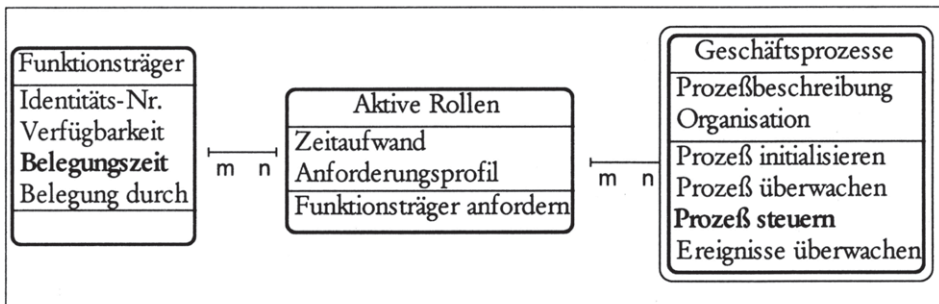 Funktionsträger
Identitäts-Nr.
Verfügbarkeit
Belegungszeit
Belegung durch
m n
Aktive Rollen
Zeitaufwand
Anforderungsprofil
Funktionsträger anfordern
m n
Geschäftsprozesse
Prozeßbeschreibung
Organisation
Prozeß initialisieren
Prozeß überwachen
Prozeß steuern
Ereignisse überwachen